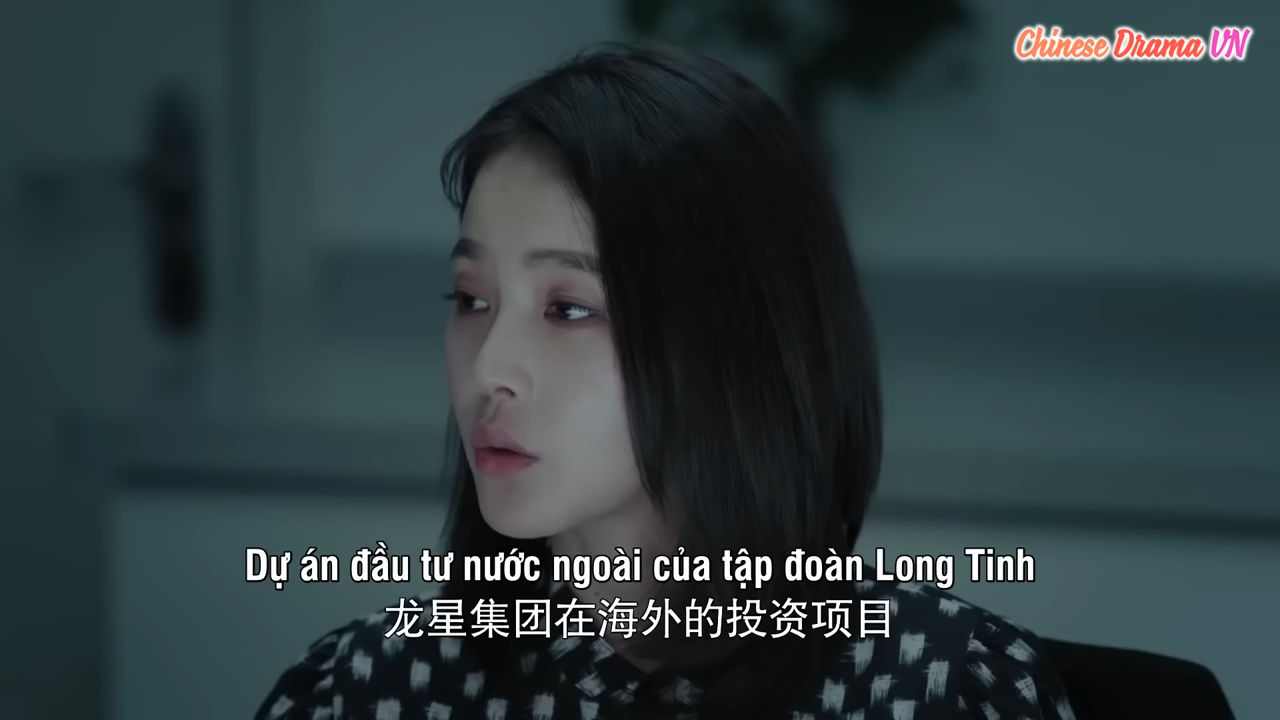 Chinese Drama VN
Dự án đầu tư nước ngoài của tập đoàn Long Tinh
龙星集团在海外的投资项目